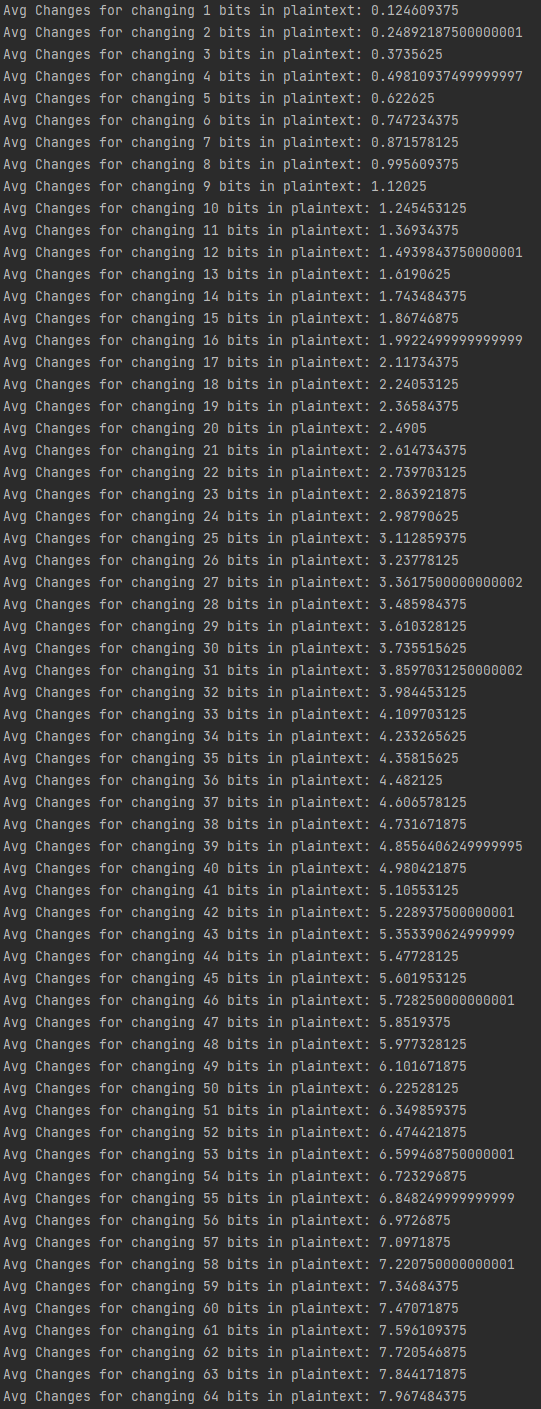 Avg Changes for changing 1 bits in plaintext: 0.124609375
Avg Changes for changing 2 bits in plaintext: 0.24892187500000001
Avg Changes for changing 3 bits in plaintext: 0.3735625
Avg Changes for changing 4 bits in plaintext: 0.49810937499999997
Avg Changes for changing 5 bits in plaintext: 0.622625
Avg Changes for changing 6 bits in plaintext: 0.747234375
Avg Changes for changing 7 bits in plaintext: 0.871578125
Avg Changes for changing 8 bits in plaintext: 0.995609375
Avg Changes for changing 9 bits in plaintext: 1.12025
Avg Changes for changing 10 bits in plaintext: 1.245453125
Avg Changes for changing 11 bits in plaintext: 1.36934375
Avg Changes for changing 12 bits in plaintext: 1.4939843750000001
Avg Changes for changing 13 bits in plaintext: 1.6190625
Avg Changes for changing 14 bits in plaintext: 1.743484375
Avg Changes for changing 15 bits in plaintext: 1.86746875
Avg Changes for changing 16 bits in plaintext: 1.9922499999999999
Avg Changes for changing 17 bits in plaintext: 2.11734375
Avg Changes for changing 18 bits in plaintext: 2.24053125
Avg Changes for changing 19 bits in plaintext: 2.36584375
Avg Changes for changing 20 bits in plaintext: 2.4905
Avg Changes for changing 21 bits in plaintext: 2.614734375
Avg Changes for changing 22 bits in plaintext: 2.739703125
Avg Changes for changing 23 bits in plaintext: 2.863921875
Avg Changes for changing 24 bits in plaintext: 2.98790625
Avg Changes for changing 25 bits in plaintext: 3.112859375
Avg Changes for changing 26 bits in plaintext: 3.23778125
Avg Changes for changing 27 bits in plaintext: 3.3617500000000002
Avg Changes for changing 28 bits in plaintext: 3.485984375
Avg Changes for changing 29 bits in plaintext: 3.610328125
Avg Changes for changing 30 bits in plaintext: 3.735515625
Avg Changes for changing 31 bits in plaintext: 3.8597031250000002
Avg Changes for changing 32 bits in plaintext: 3.984453125
Avg Changes for changing 33 bits in plaintext: 4.109703125
Avg Changes for changing 34 bits in plaintext: 4.233265625
Avg Changes for changing 35 bits in plaintext: 4.35815625
Avg Changes for changing 36 bits in plaintext: 4.482125
Avg Changes for changing 37 bits in plaintext: 4.606578125
Avg Changes for changing 38 bits in plaintext: 4.731671875
Avg Changes for changing 39 bits in plaintext: 4.8556406249999995
Avg Changes for changing 40 bits in plaintext: 4.980421875
Avg Changes for changing 41 bits in plaintext: 5.10553125
Avg Changes for changing 42 bits in plaintext: 5.228937500000001
Avg Changes for changing 43 bits in plaintext: 5.353390624999999
Avg Changes for changing 44 bits in plaintext: 5.47728125
Avg Changes for changing 45 bits in plaintext: 5.601953125
Avg Changes for changing 46 bits in plaintext: 5.728250000000001
Avg Changes for changing 47 bits in plaintext: 5.8519375
Avg Changes for changing 48 bits in plaintext: 5.977328125
Avg Changes for changing 49 bits in plaintext: 6.101671875
Avg Changes for changing 50 bits in plaintext: 6.22528125
Avg Changes for changing 51 bits in plaintext: 6.349859375
Avg Changes for changing 52 bits in plaintext: 6.474421875
Avg Changes for changing 53 bits in plaintext: 6.599468750000001
Avg Changes for changing 54 bits in plaintext: 6.723296875
Avg Changes for changing 55 bits in plaintext: 6.848249999999999
Avg Changes for changing 56 bits in plaintext: 6.9726875
Avg Changes for changing 57 bits in plaintext: 7.0971875
Avg Changes for changing 58 bits in plaintext: 7.220750000000001
Avg Changes for changing 59 bits in plaintext: 7.34684375
Avg Changes for changing 60 bits in plaintext: 7.47071875
Avg Changes for changing 61 bits in plaintext: 7.596109375
Avg Changes for changing 62 bits in plaintext: 7.720546875
Avg Changes for changing 63 bits in plaintext: 7.844171875
Avg Changes for changing 64 bits in plaintext: 7.967484375